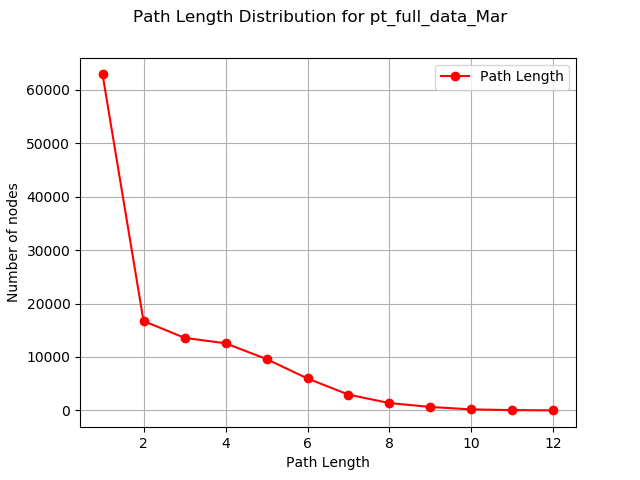 Path Length Distribution for pt_full_data_Mar
Path Length
60000
50000
40000
30000
20000
10000
0
Number of nodes
2 4 6 8 10 12
Path Length